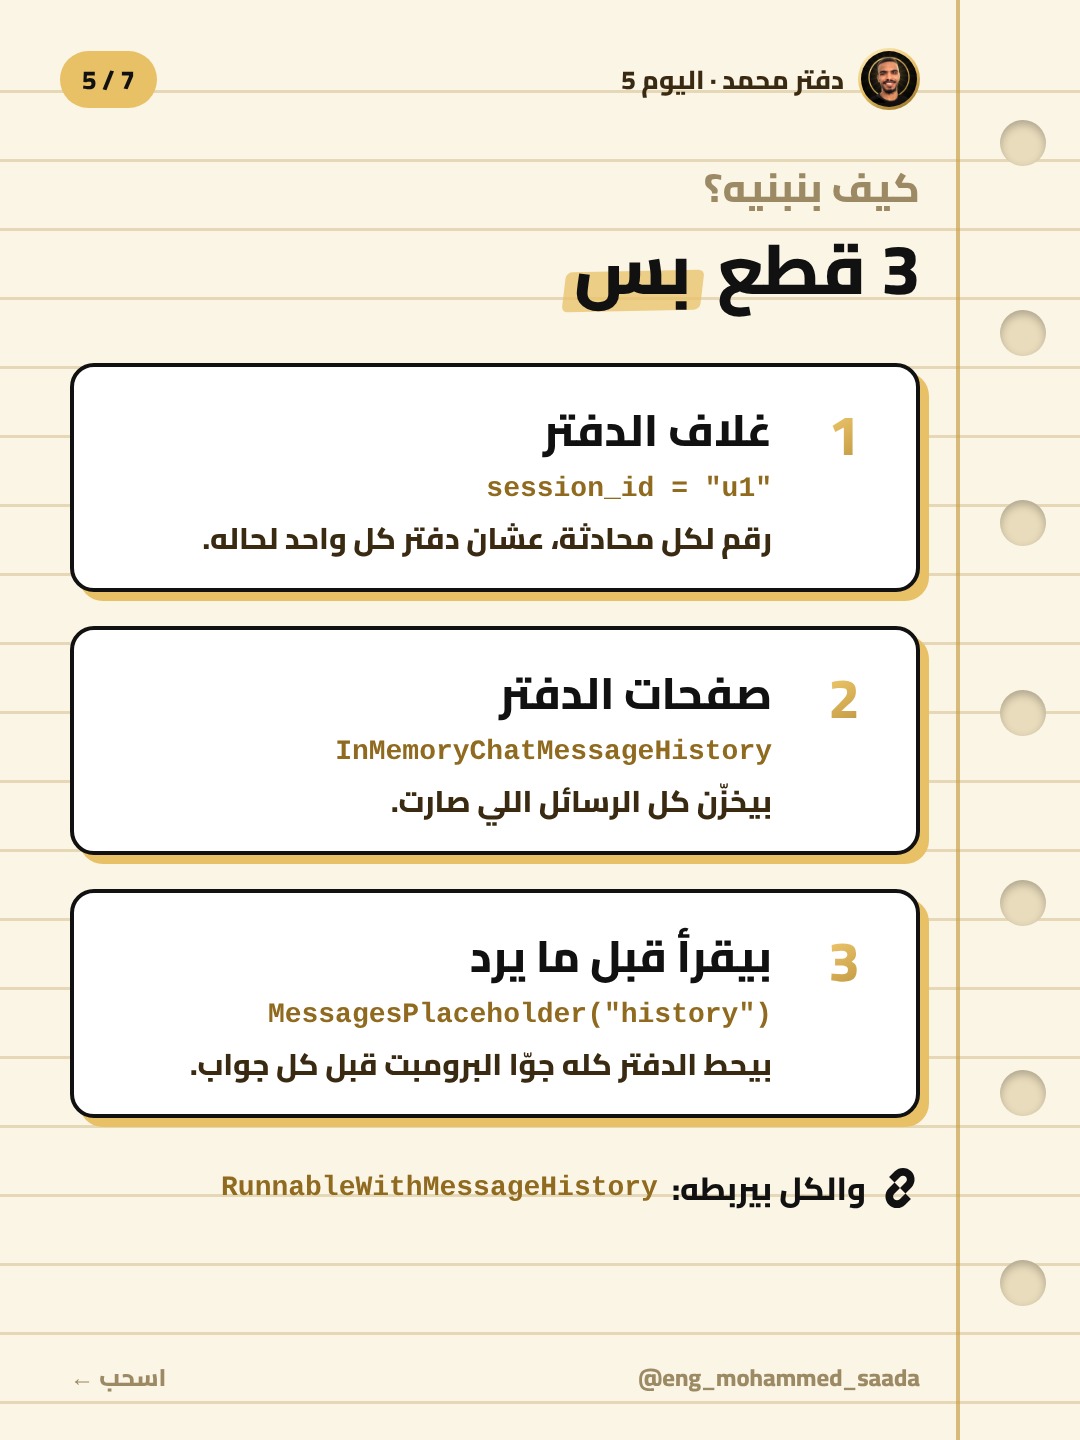 دفتر محمد · اليوم 5
5 / 7
كيف بنبنيه؟
3 قطع بس
1
غلاف الدفتر
session_id = "u1"
رقم لكل محادثة، عشان دفتر كل واحد لحاله.
2
صفحات الدفتر
InMemoryChatMessageHistory
بيخزّن كل الرسائل اللي صارت.
3
بيقرأ قبل ما يرد
MessagesPlaceholder("history")
بيحط الدفتر كله جوّا البرومبت قبل كل جواب.
والكل بيربطه: RunnableWithMessageHistory
@eng_mohammed_saada
اسحب ←